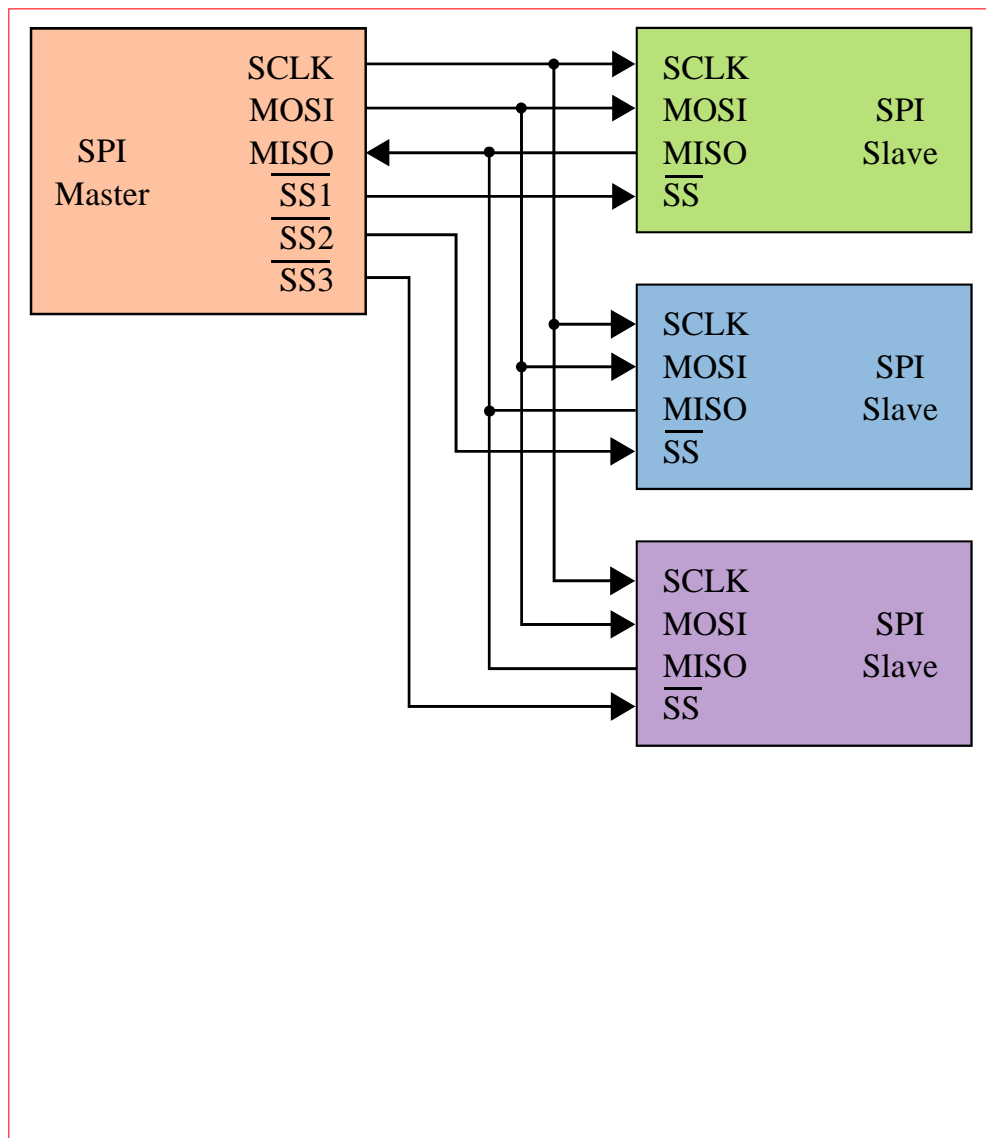 SCLK
MOSI
MISO
SS1
SS2
SS3
SPI
Master
SCLK
MOSI
MISO
SS
SPI
Slave
SCLK
MOSI
MISO
SS
SPI
Slave
SCLK
MOSI
MISO
SS
SPI
Slave